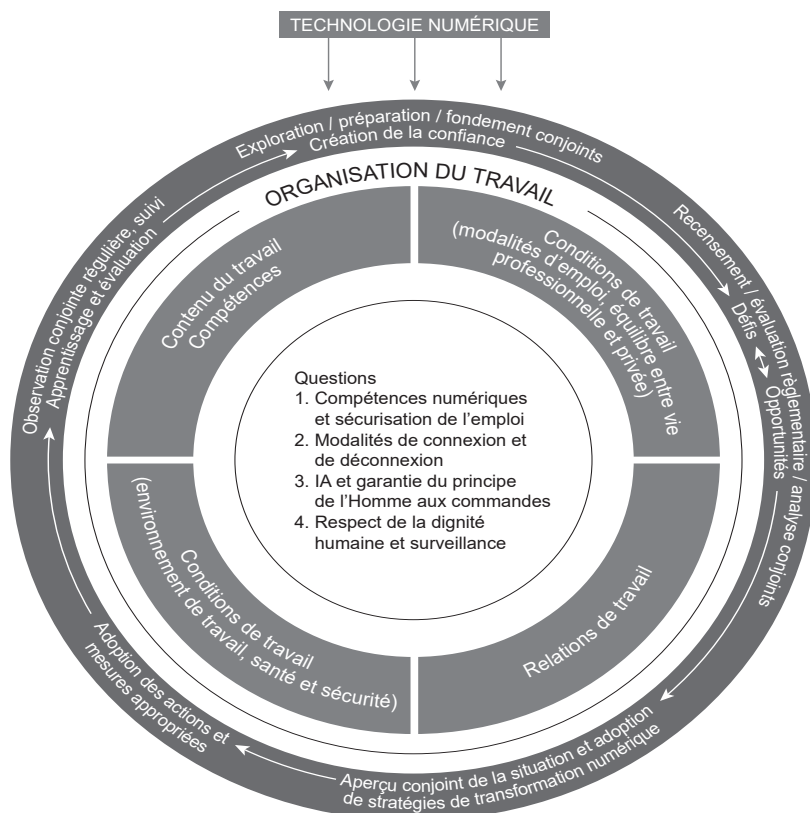 TECHNOLOGIE NUMÉRIQUE
Exploration / préparation / fondement conjoints
Création de la confiance
Recensement / évaluation règlementaire / analyse conjoints
Défis
Opportunités
Aperçu conjoint de la situation et adoption
de stratégies de transformation numérique
Adoption des actions et
mesures appropriées
Observation conjointe régulière, suivi
Apprentissage et évaluation
ORGANISATION DU TRAVAIL
Contenu du travail
Compétences
Conditions de travail
(modalités d’emploi, équilibre entre vie
professionnelle et privée)
Relations de travail
Conditions de travail
(environnement de travail, santé et sécurité)
Questions
1. Compétences numériques
et sécurisation de l’emploi
2. Modalités de connexion et
de déconnexion
3. IA et garantie du principe
de l’Homme aux commandes
4. Respect de la dignité
humaine et surveillance